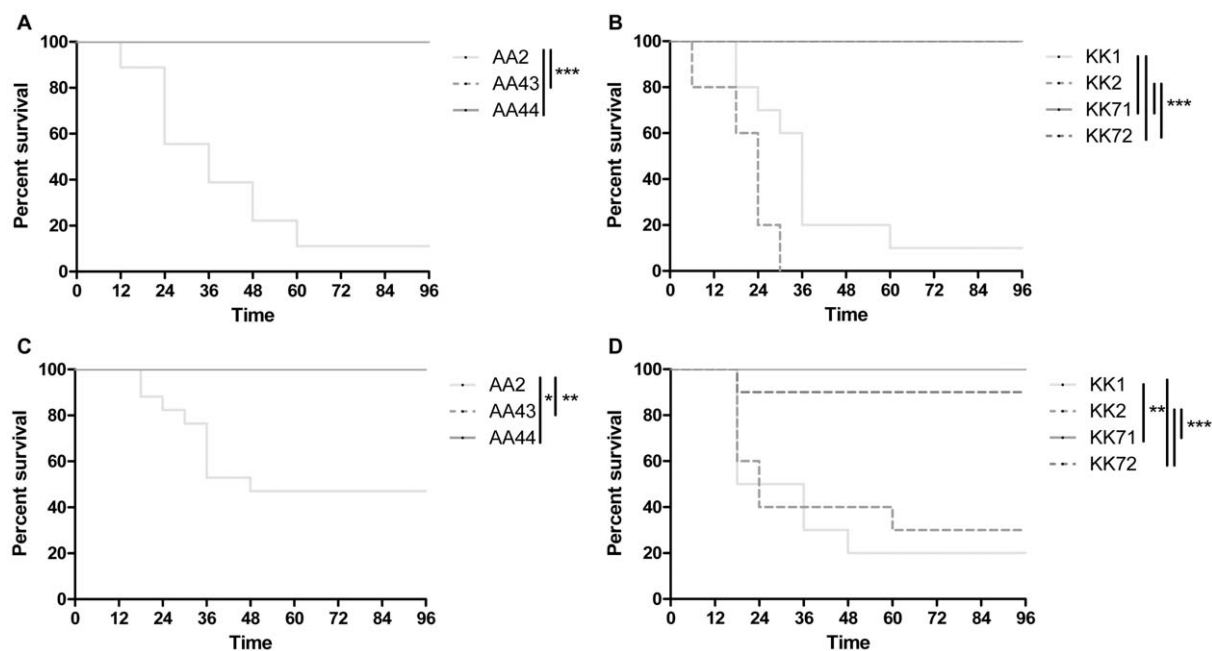 A
Percent survival
100
80
60
40
20
0
0 12 24 36 48 60 72 84 96
Time
AA2
AA43
AA44
***
B
Percent survival
100
80
60
40
20
0
0 12 24 36 48 60 72 84 96
Time
KK1
KK2
KK71
KK72
***
C
Percent survival
100
80
60
40
20
0
0 12 24 36 48 60 72 84 96
Time
AA2
AA43
AA44
* **
D
Percent survival
100
80
60
40
20
0
0 12 24 36 48 60 72 84 96
Time
KK1
KK2
KK71
KK72
** ***